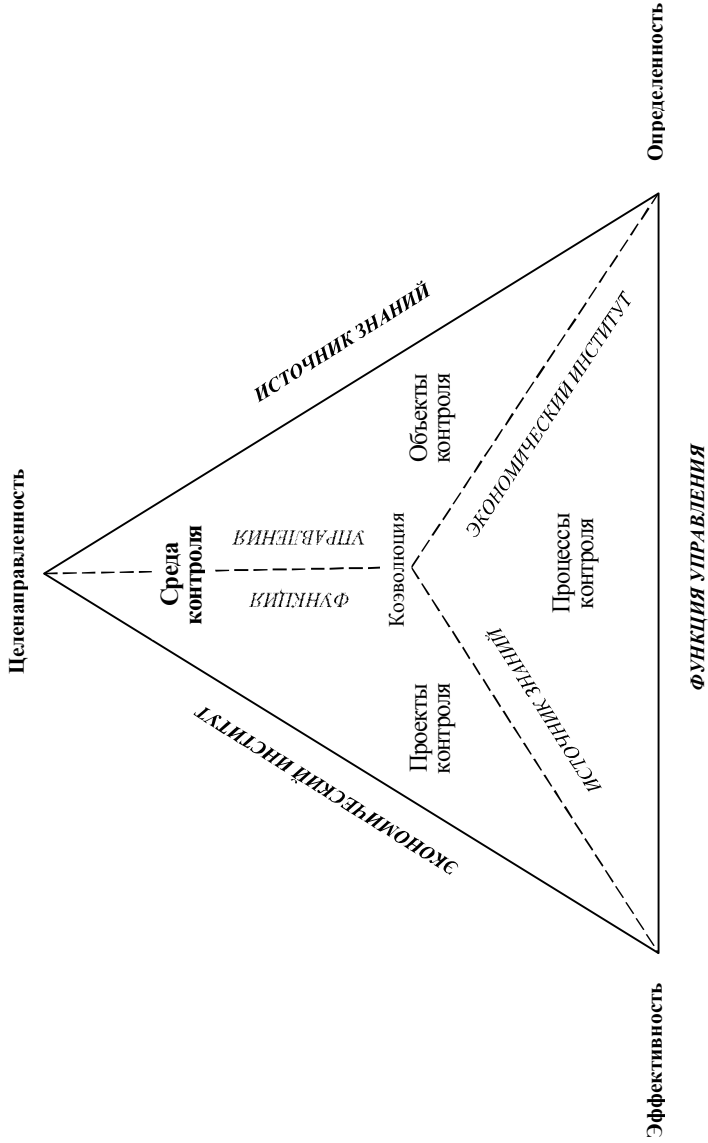 Целенаправленность
ЭКОНОМИЧЕСКИЙ ИНСТИТУТ
ИСТОЧНИК ЗНАНИЙ
Среда
контроля
ФУНКЦИЯ
УПРАВЛЕНИЯ
Проекты
контроля
Коэволюция
Объекты
контроля
ИСТОЧНИК ЗНАНИЙ
ЭКОНОМИЧЕСКИЙ ИНСТИТУТ
Процессы
контроля
Эффективность
Определенность
ФУНКЦИЯ УПРАВЛЕНИЯ